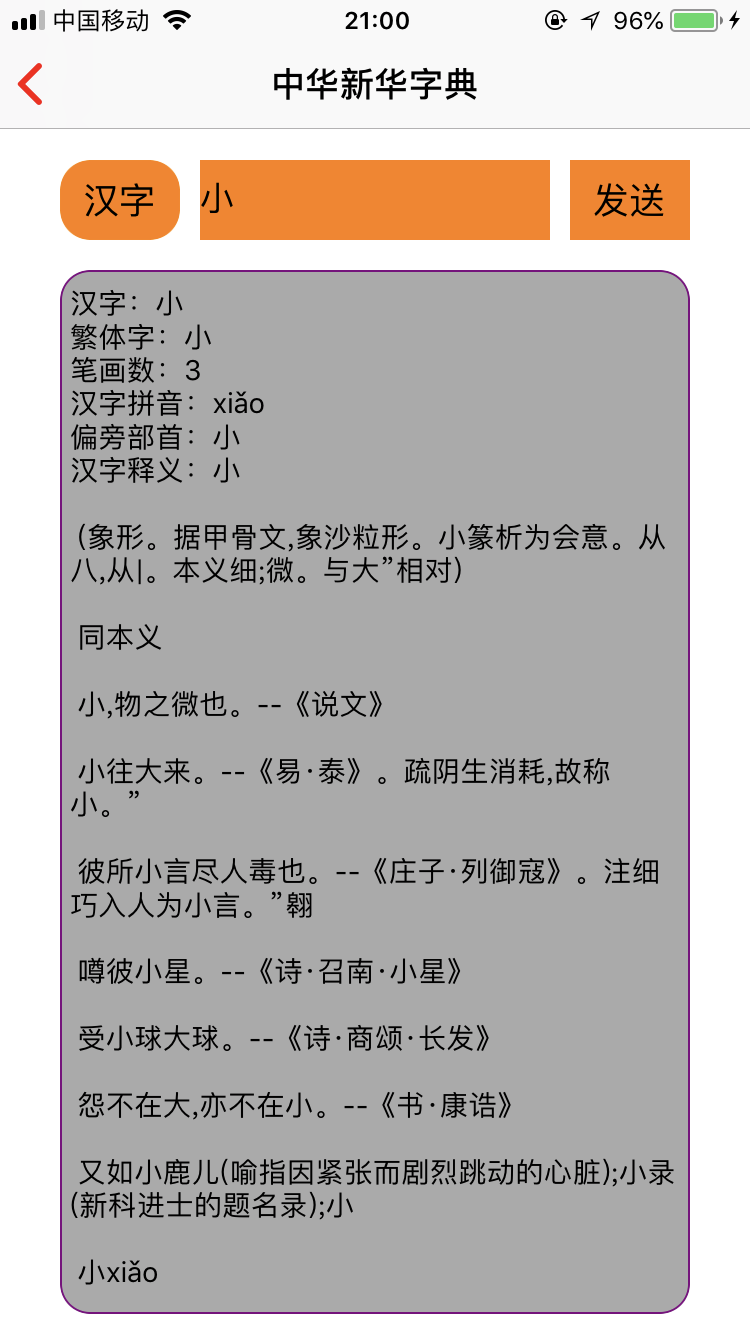 中国移动 21:00 96%
中华新华字典
汉字 小 发送
汉字：小
繁体字：小
笔画数：3
汉字拼音：xiǎo
偏旁部首：小
汉字释义：小
(象形。据甲骨文,象沙粒形。小篆析为会意。从
八,从|。本义细;微。与大”相对)
同本义
小,物之微也。--《说文》
小往大来。--《易·泰》。疏阴生消耗,故称
小。”
彼所小言尽人毒也。--《庄子·列御寇》。注细
巧入人为小言。”翱
噂彼小星。--《诗·召南·小星》
受小球大球。--《诗·商颂·长发》
怨不在大,亦不在小。--《书·康诰》
又如小鹿儿(喻指因紧张而剧烈跳动的心脏);小录
(新科进士的题名录);小
小xiǎo